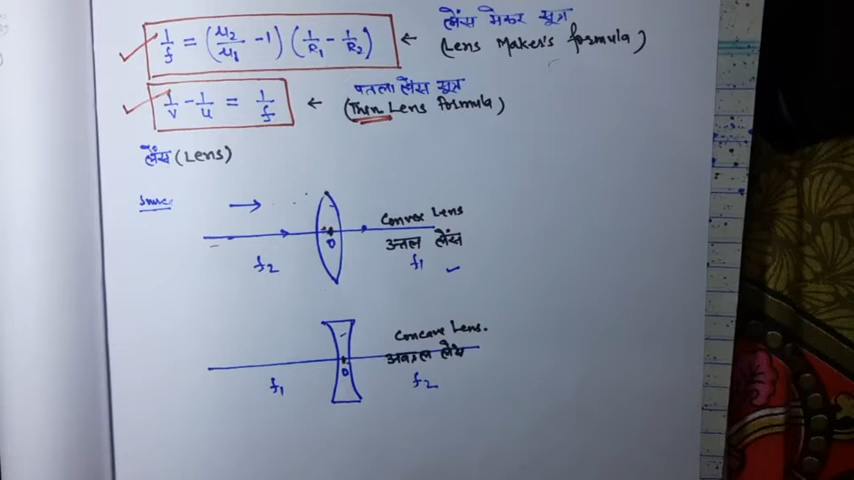 1/f = (μ2/μ1 - 1) (1/R1 - 1/R2) ← लेंस मेकर सूत्र
(Lens Maker's formula)
1/v - 1/u = 1/f ← पतला लेंस सूत्र
(Then Lens formula)
लेंस (Lens)
→
Convex Lens
O
उत्तल लेंस
f2 f1
Concave Lens.
O
अवतल लेंस
f1 f2